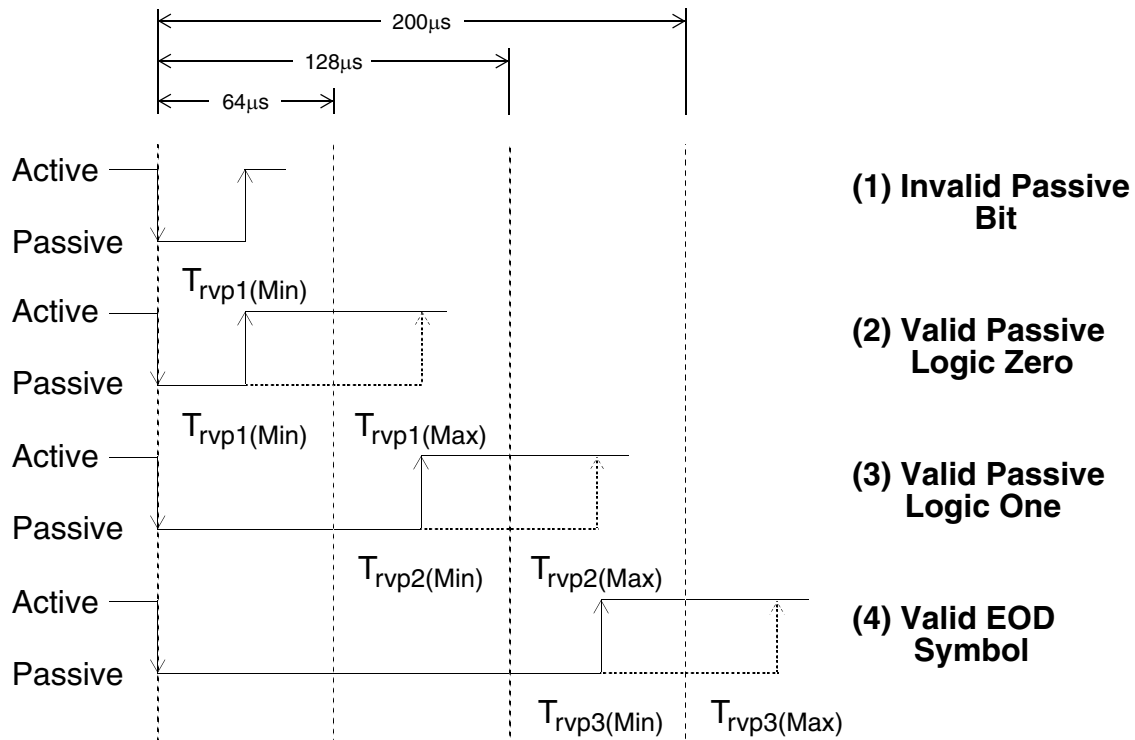 200μs
128μs
64μs
Active
Passive
(1) Invalid Passive
Bit
Trvp1(Min)
Active
Passive
(2) Valid Passive
Logic Zero
Trvp1(Min)
Trvp1(Max)
Active
Passive
(3) Valid Passive
Logic One
Trvp2(Min)
Trvp2(Max)
Active
Passive
(4) Valid EOD
Symbol
Trvp3(Min)
Trvp3(Max)